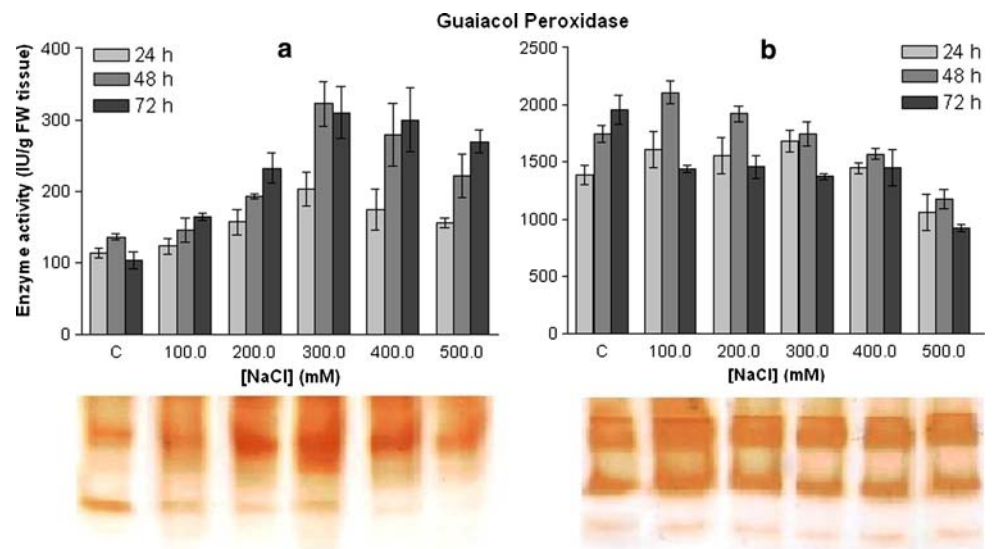 Guaiacol Peroxidase
a
24 h
48 h
72 h
Enzyme activity (IU/g FW tissue)
400
300
200
100
0
C 100.0 200.0 300.0 400.0 500.0
[NaCl] (mM)
b
24 h
48 h
72 h
2500
2000
1500
1000
500
0
C 100.0 200.0 300.0 400.0 500.0
[NaCl] (mM)